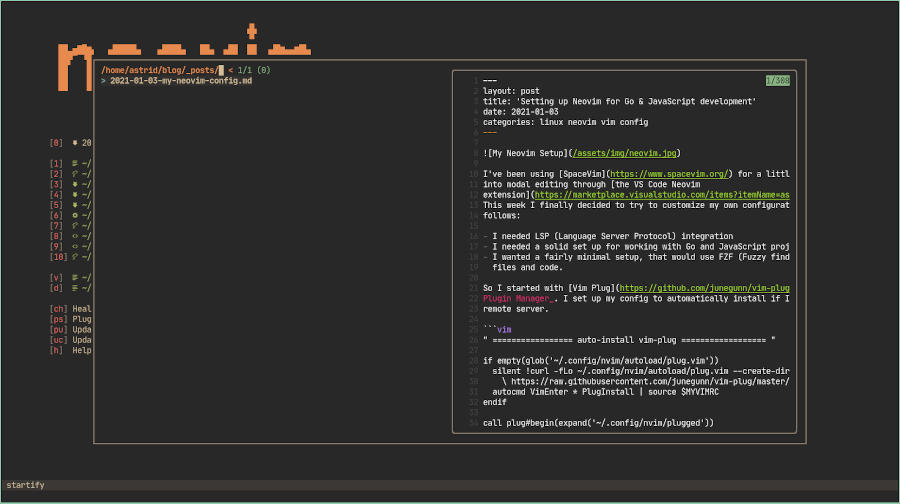 neovim
/home/astrid/blog/_posts/ < 1/1 (0)
> 2021-01-03-my-neovim-config.md
[0] 20
[1] ~/
[2] ~/
[3] ~/
[4] ~/
[5] ~/
[6] ~/
[7] ~/
[8] ~/
[9] ~/
[10] ~/
[v] ~/
[d] ~/
[ch] Heal
[ps] Plug
[pu] Upda
[uc] Upda
[h] Help
1/308
1 ---
2 layout: post
3 title: 'Setting up Neovim for Go & JavaScript development'
4 date: 2021-01-03
5 categories: linux neovim vim config
6 ---
7
8 ![My Neovim Setup](/assets/img/neovim.jpg)
9
10 I've been using [SpaceVim](https://www.spacevim.org/) for a littl
11 into modal editing through [the VS Code Neovim
12 extension](https://marketplace.visualstudio.com/items?itemName=as
13 This week I finally decided to try to customize my own configurat
14 follows:
15
16 - I needed LSP (Language Server Protocol) integration
17 - I needed a solid set up for working with Go and JavaScript proj
18 - I wanted a fairly minimal setup, that would use FZF (Fuzzy find
19 files and code.
20
21 So I started with [Vim Plug](https://github.com/junegunn/vim-plug
22 Plugin Manager_. I set up my config to automatically install if I
23 remote server.
24
25 ```vim
26 " ================= auto-install vim-plug ================== "
27
28 if empty(glob('~/.config/nvim/autoload/plug.vim'))
29 silent !curl -fLo ~/.config/nvim/autoload/plug.vim --create-dir
30 \ https://raw.githubusercontent.com/junegunn/vim-plug/master/
31 autocmd VimEnter * PlugInstall | source $MYVIMRC
32 endif
33
34 call plug#begin(expand('~/.config/nvim/plugged'))
startify